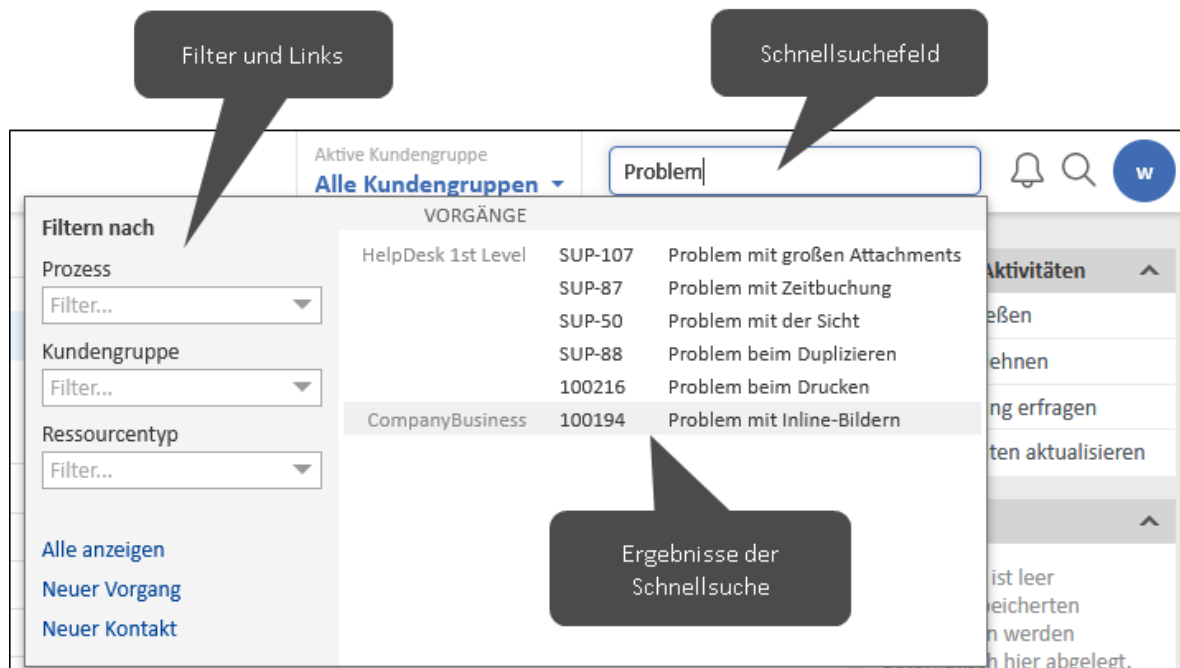 Filter und Links
Schnellsuchefeld
Aktive Kundengruppe
Alle Kundengruppen
Problem
w
Filtern nach
Prozess
Filter...
Kundengruppe
Filter...
Ressourcentyp
Filter...
Alle anzeigen
Neuer Vorgang
Neuer Kontakt
VORGÄNGE
HelpDesk 1st Level SUP-107 Problem mit großen Attachments
SUP-87 Problem mit Zeitbuchung
SUP-50 Problem mit der Sicht
SUP-88 Problem beim Duplizieren
100216 Problem beim Drucken
CompanyBusiness 100194 Problem mit Inline-Bildern
Ergebnisse der
Schnellsuche
Aktivitäten
eßen
ehnen
ng erfragen
ten aktualisieren
ist leer
eicherten
n werden
h hier abgelegt.